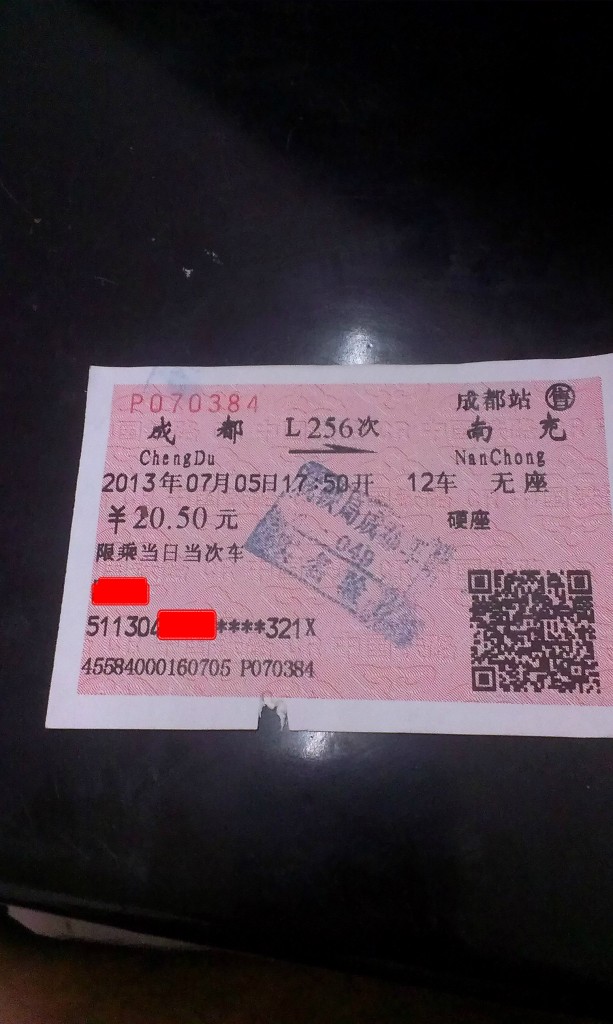 P070384 成都站 售
成都 L256次 南充
ChengDu NanChong
2013年07月05日17:50开 12车 无座
￥20.50元 硬座
限乘当日当次车
511304 ****321X
45584000160705 P070384
049